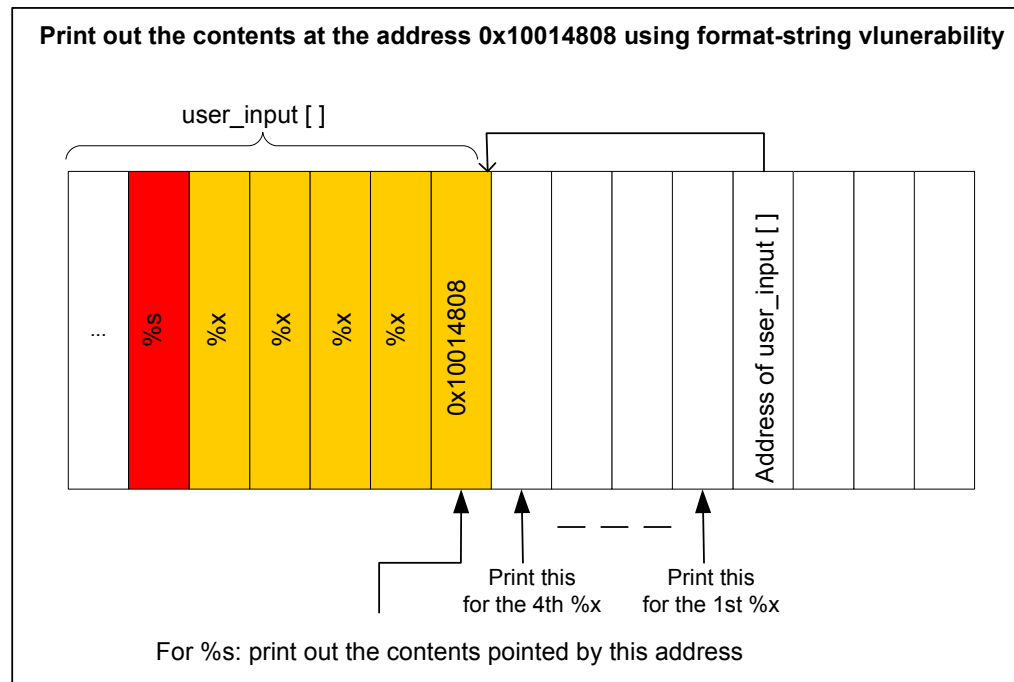 Print out the contents at the address 0x10014808 using format-string vlunerability
user_input [ ]
...
%s
%x
%x
%x
%x
0x10014808
Address of user_input [ ]
Print this
for the 4th %x
Print this
for the 1st %x
For %s: print out the contents pointed by this address